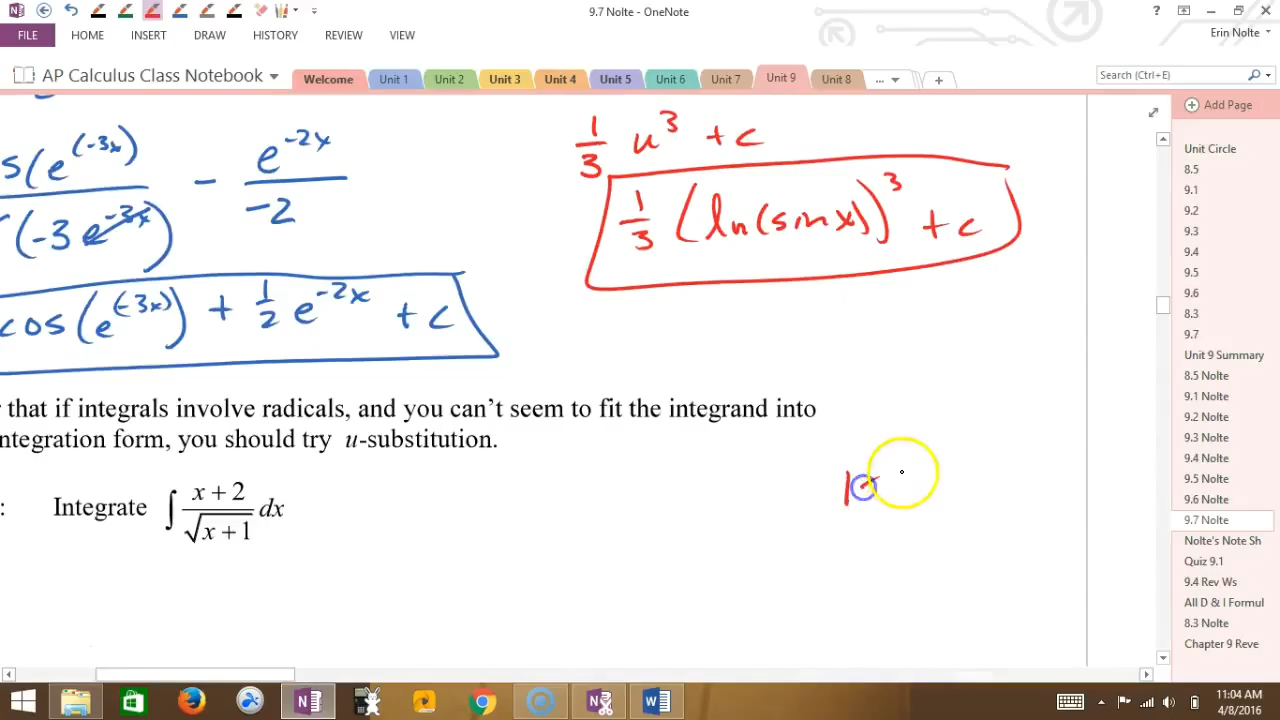 9.7 Nolte - OneNote
FILE HOME INSERT DRAW HISTORY REVIEW VIEW
Erin Nolte
AP Calculus Class Notebook
Welcome Unit 1 Unit 2 Unit 3 Unit 4 Unit 5 Unit 6 Unit 7 Unit 9 Unit 8 ...
Search (Ctrl+E)
Add Page
Unit Circle
8.5
9.1
9.2
9.3
9.4
9.5
9.6
8.3
9.7
Unit 9 Summary
8.5 Nolte
9.1 Nolte
9.2 Nolte
9.3 Nolte
9.4 Nolte
9.5 Nolte
9.6 Nolte
9.7 Nolte
Nolte's Note Sh
Quiz 9.1
9.4 Rev Ws
All D & I Formul
8.3 Nolte
Chapter 9 Reve
os(e^(-3x)) / (-3e^{-3x}) - e^{-2x} / -2
cos(e^(-3x)) + 1/2 e^{-2x} + c
1/3 u^3 + c
1/3 (ln(sinx))^3 + c
that if integrals involve radicals, and you can't seem to fit the integrand into
ntegration form, you should try u-substitution.
: Integrate ∫ x + 2 / √(x + 1) dx
11:04 AM
4/8/2016